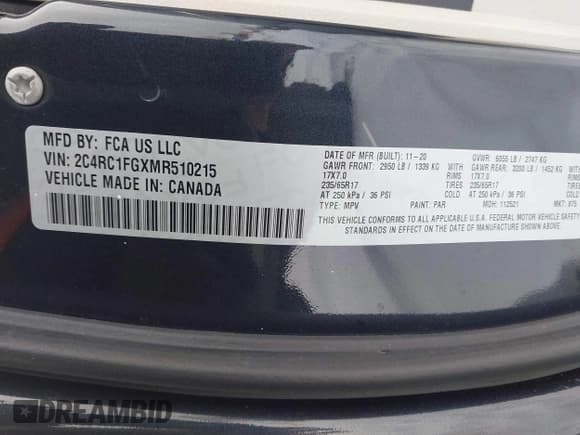 MFD BY: FCA US LLC
VIN: 2C4RC1FGXMR510215
VEHICLE MADE IN: CANADA
DATE OF MFR (BUILT): 11-20 GVWR: 6055 LB / 2747 KG
GAWR FRONT: 2950 LB / 1339 KG WITH GAWR REAR: 3200 LB / 1452 KG WITH
17X7.0 RIMS 17X7.0 RIMS
235/65R17 TIRES 235/65R17 TIRES
AT 250 kPa / 36 PSI COLD AT 250 kPa / 36 PSI COLD
TYPE: MPV PAINT: PAR MDH: 112521 MKT:
THIS VEHICLE CONFORMS TO ALL APPLICABLE U.S.A. FEDERAL MOTOR VEHICLE SAFETY
STANDARDS IN EFFECT ON THE DATE OF MANUFACTURE SHOWN ABOVE.
DREAMBID